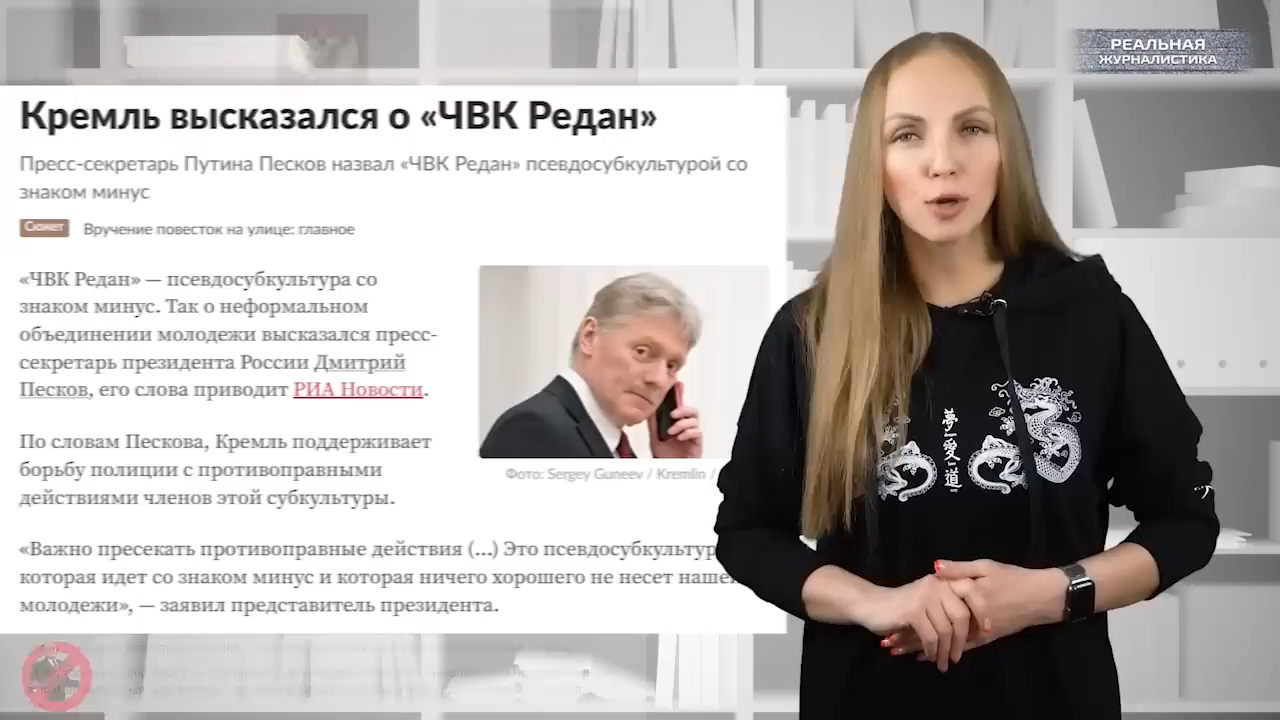 РЕАЛЬНАЯ
ЖУРНАЛИСТИКА
Кремль высказался о «ЧВК Редан»
Пресс-секретарь Путина Песков назвал «ЧВК Редан» псевдосубкультурой со
знаком минус
Сюжет Вручение повесток на улице: главное
«ЧВК Редан» — псевдосубкультура со
знаком минус. Так о неформальном
объединении молодежи высказался пресс-
секретарь президента России Дмитрий
Песков, его слова приводит РИА Новости.
Фото: Sergey Guneev / Kremlin /
По словам Пескова, Кремль поддерживает
борьбу полиции с противоправными
действиями членов этой субкультуры.
«Важно пресекать противоправные действия (...) Это псевдосубкультур
которая идет со знаком минус и которая ничего хорошего не несет нашей
молодежи», — заявил представитель президента.
夢
愛
道